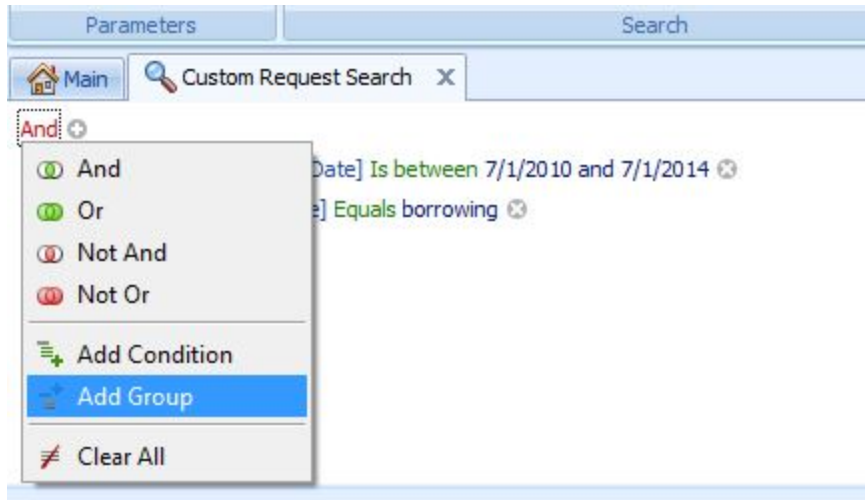 Parameters Search
Main Custom Request Search X
And
And
Date] Is between 7/1/2010 and 7/1/2014
Or
e] Equals borrowing
Not And
Not Or
Add Condition
Add Group
Clear All